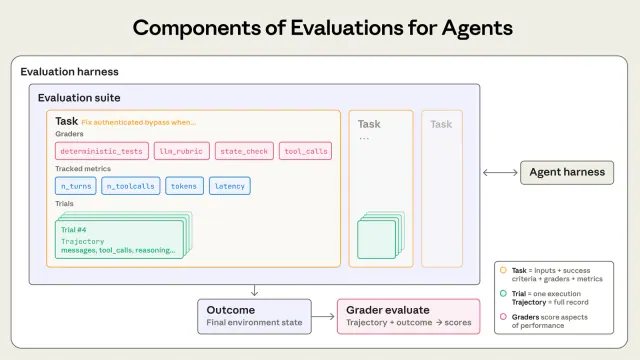 Components of Evaluations for Agents
Evaluation harness
Evaluation suite
Task Fix authenticated bypass when...
Graders
deterministic_tests
llm_rubric
state_check
tool_calls
Tracked metrics
n_turns
n_toolcalls
tokens
latency
Trials
Trial #4
Trajectory
messages, tool_calls, reasoning...
Task
...
Task
Agent harness
Outcome
Final environment state
Grader evaluate
Trajectory + outcome → scores
Task = inputs + success
criteria + graders + metrics
Trial = one execution
Trajectory = full record
Graders score aspects
of performance